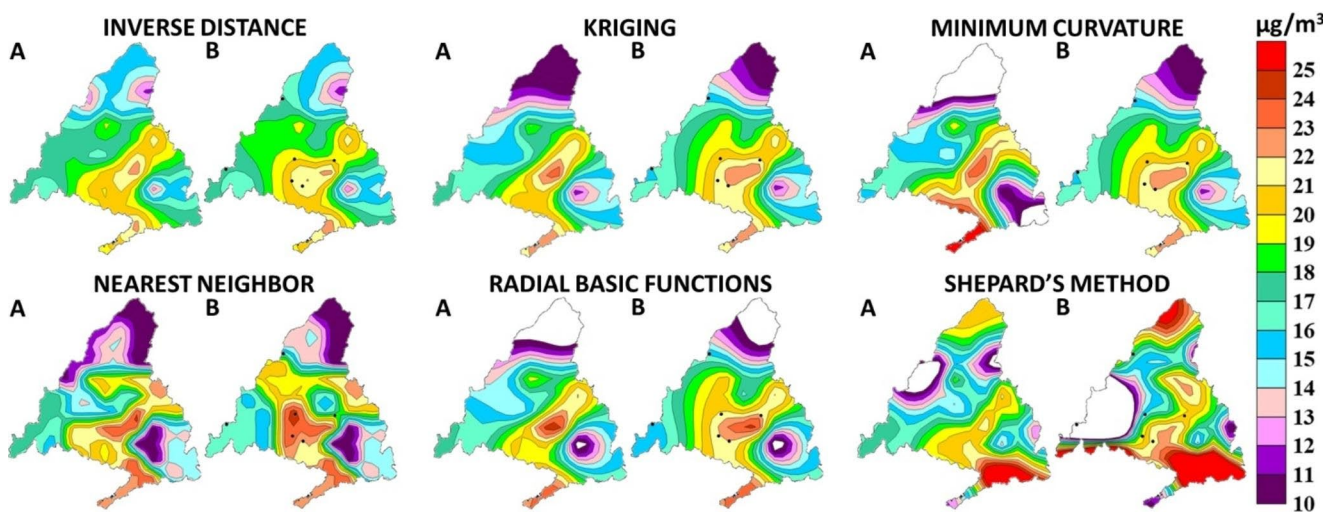 INVERSE DISTANCE
A
B
KRIGING
A
B
MINIMUM CURVATURE
A
B
µg/m³
25
24
23
22
21
20
19
18
17
16
15
14
13
12
11
10
NEAREST NEIGHBOR
A
B
RADIAL BASIC FUNCTIONS
A
B
SHEPARD'S METHOD
A
B